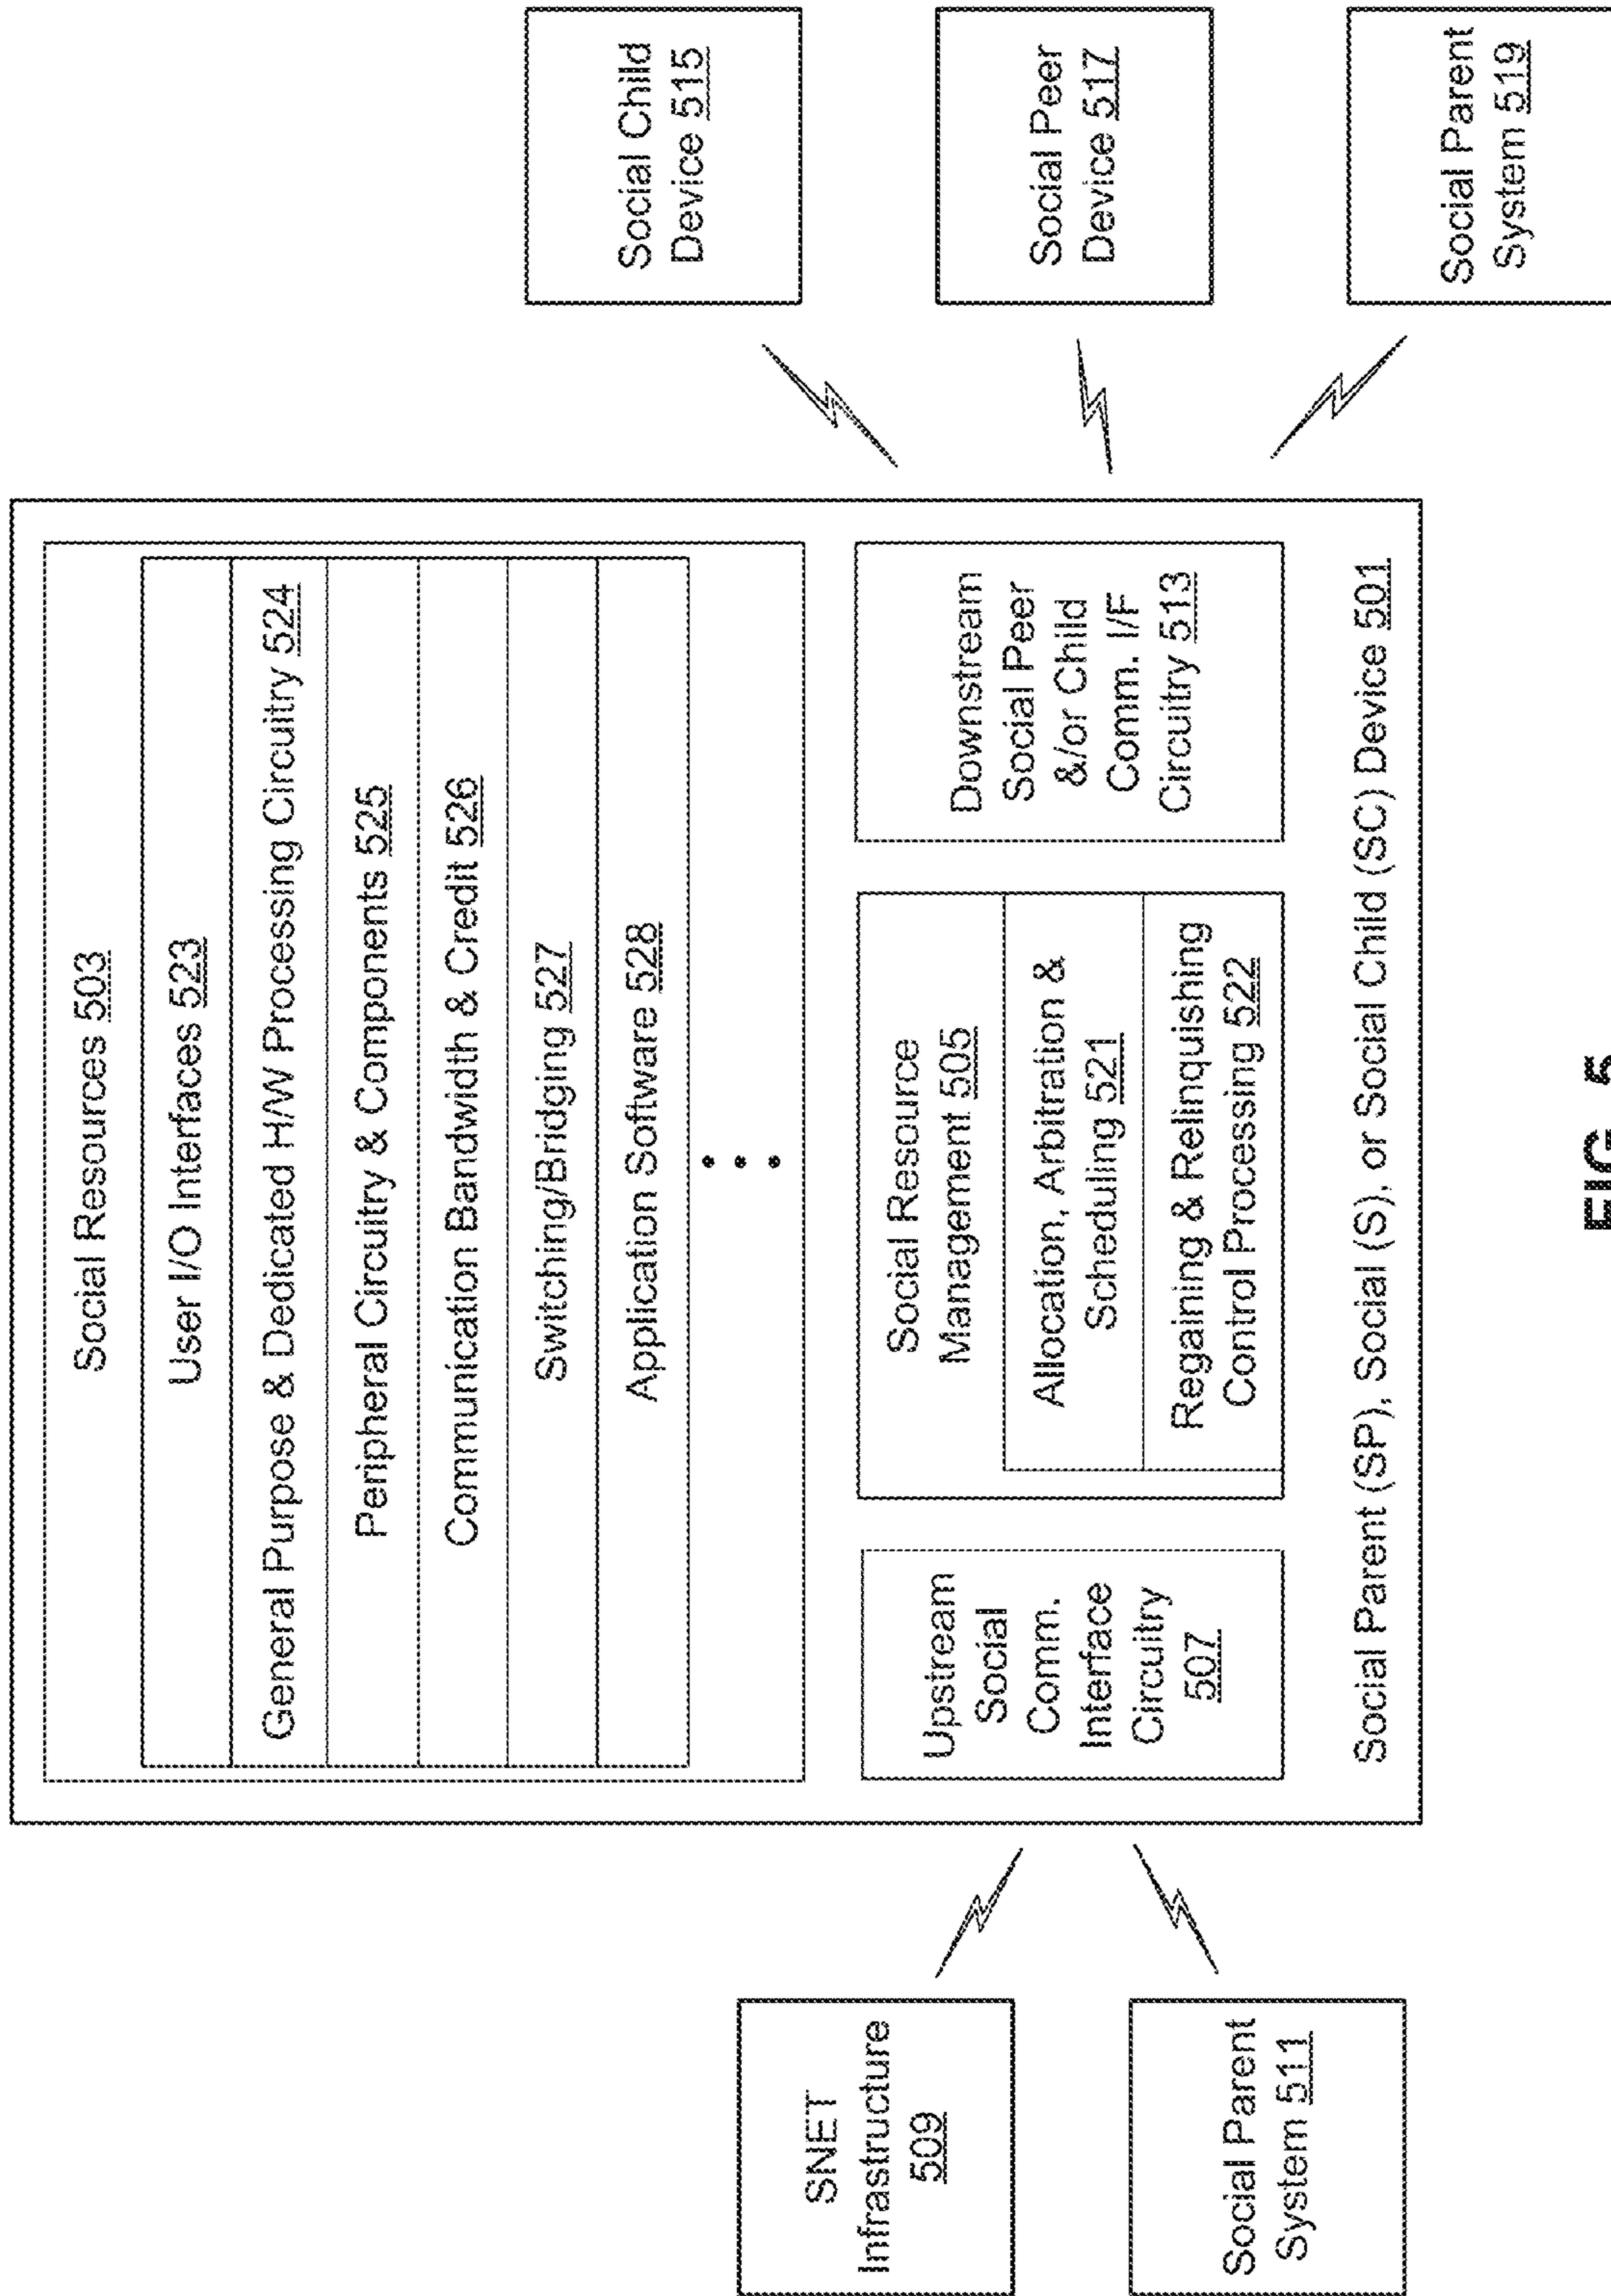 Social Resources 503
User I/O Interfaces 523
General Purpose & Dedicated H/W Processing Circuitry 524
Peripheral Circuitry & Components 525
Communication Bandwidth & Credit 526
Switching/Bridging 527
Application Software 528
SNET
Infrastructure
509
Social Parent
System 511
Upstream
Social
Comm.
Interface
Circuitry
507
Social Resource
Management 505
Allocation, Arbitration &
Scheduling 521
Regaining & Relinquishing
Control Processing 522
Downstream
Social Peer
&/or Child
Comm. I/F
Circuitry 513
Social Parent (SP), Social (S), or Social Child (SC) Device 501
Social Child
Device 515
Social Peer
Device 517
Social Parent
System 519
FIG. 5